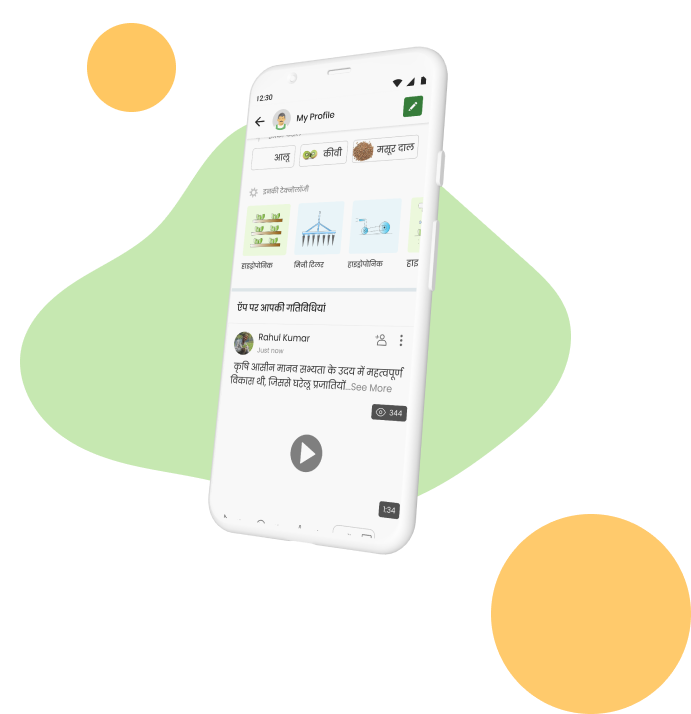 12:30
My Profile
आलू
कीवी
मसूर दाल
इनकी टेक्नोलॉजी
हाइड्रोपोनिक
मिनी टिलर
हाइड्रोपोनिक
हाइ
ऍप पर आपकी गतिविधियां
Rahul Kumar
Just now
कृषि आसीन मानव सभ्यता के उदय में महत्वपूर्ण
विकास थी, जिससे घरेलू प्रजातियों...See More
344
1:34